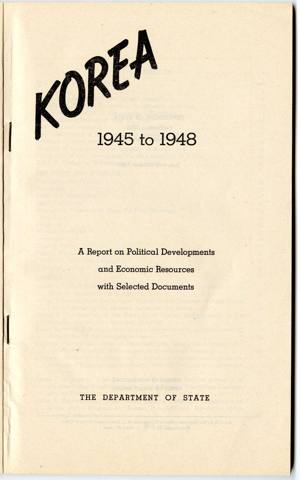 KOREA
1945 to 1948
A Report on Political Developments
and Economic Resources
with Selected Documents
THE DEPARTMENT OF STATE